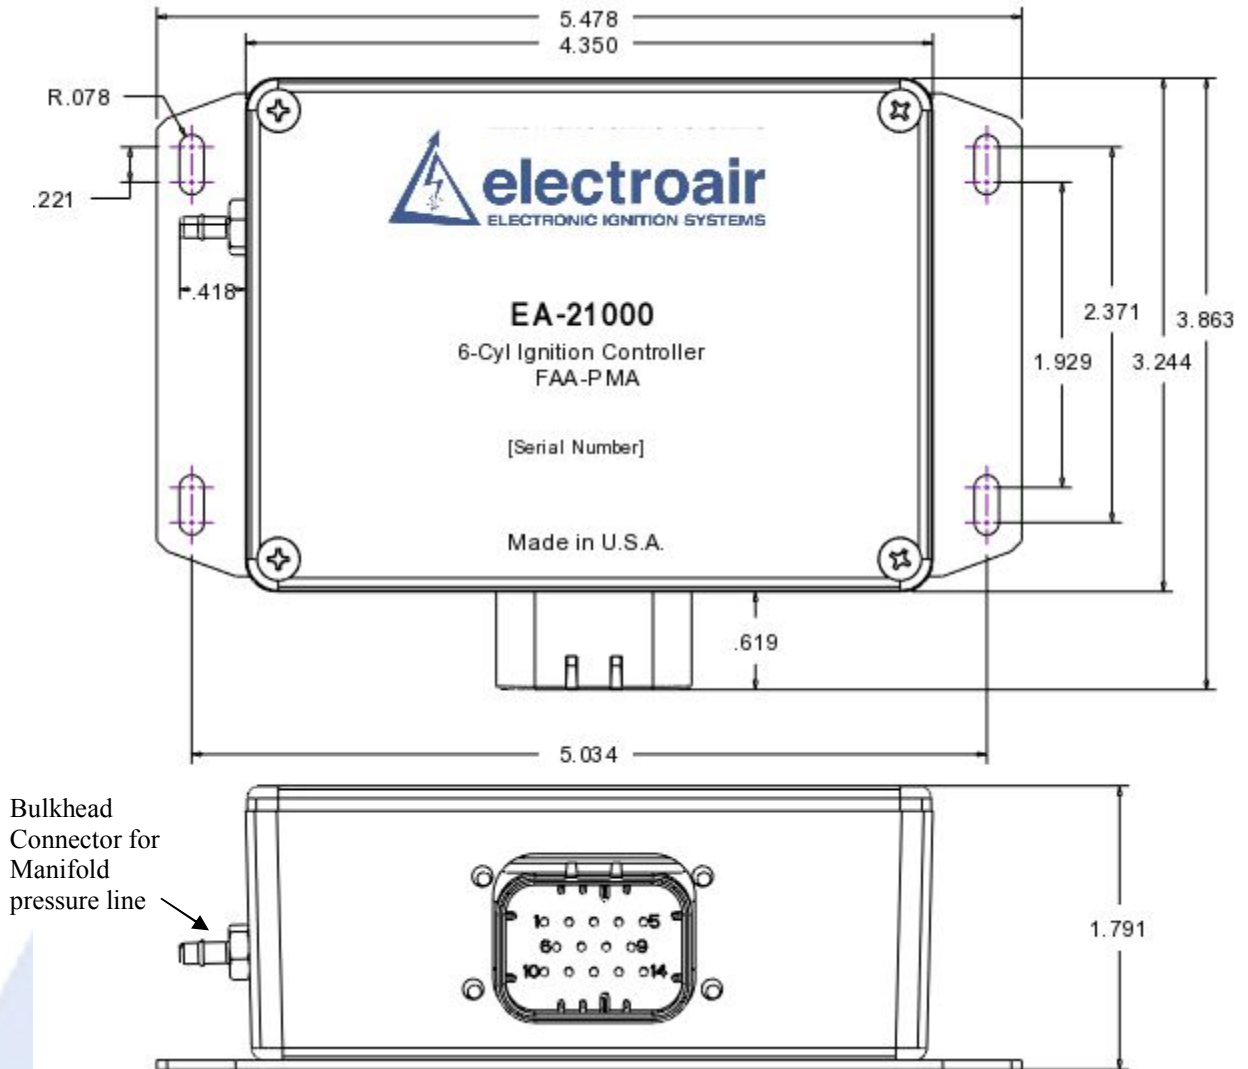 5.478
4.350
R.078
.221
.418
electroair
ELECTRONIC IGNITION SYSTEMS
EA-21000
6-Cyl Ignition Controller
FAA-PMA
[Serial Number]
Made in U.S.A.
2.371
3.863
1.929
3.244
.619
5.034
Bulkhead
Connector for
Manifold
pressure line
1 5
6 9
10 14
1.791